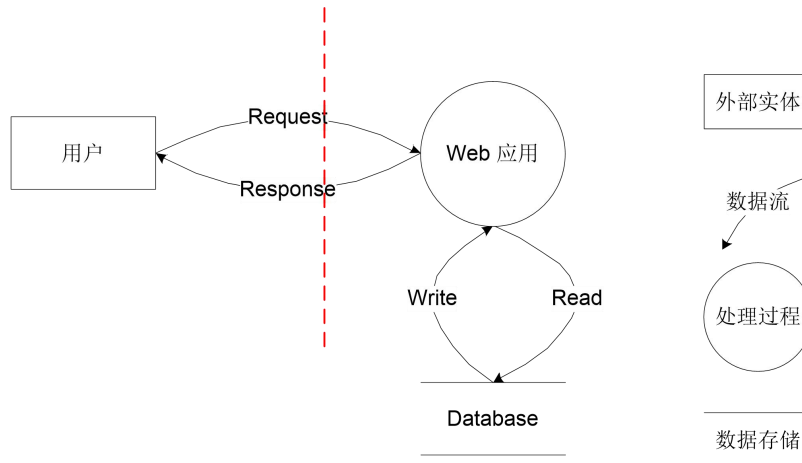 Request
用户
Web 应用
Response
Write
Read
Database
外部实体
数据流
处理过程
数据存储